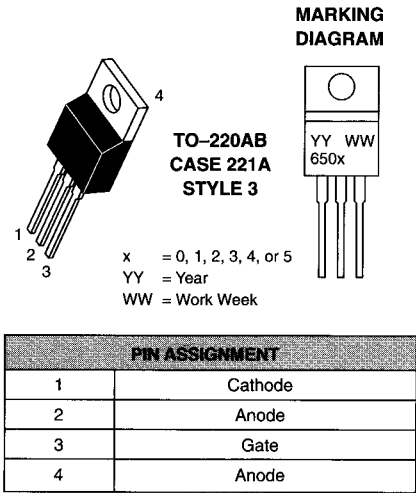 MARKING
DIAGRAM
4
TO–220AB
CASE 221A
STYLE 3
YY WW
650x
1
2
3
x = 0, 1, 2, 3, 4, or 5
YY = Year
WW = Work Week
PIN ASSIGNMENT
1 Cathode
2 Anode
3 Gate
4 Anode